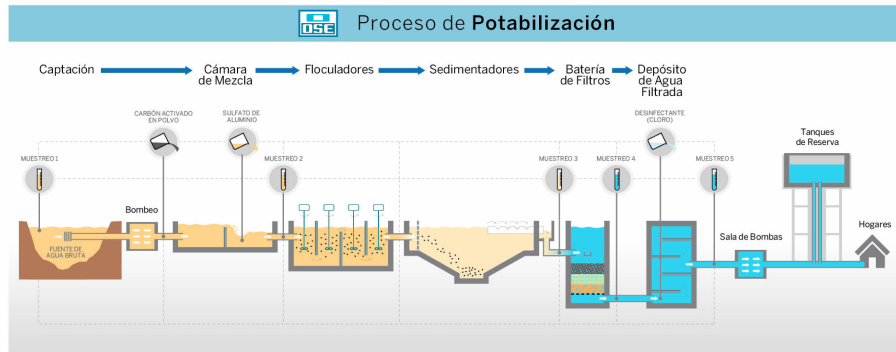 OSE
Proceso de Potabilización
Captación
Cámara
de Mezcla
Floculadores
Sedimentadores
Batería
de Filtros
Depósito
de Agua
Filtrada
CARBÓN ACTIVADO
EN POLVO
SULFATO DE
ALUMINIO
DESINFECTANTE
(CLORO)
Tanques
de Reserva
MUESTREO 1
MUESTREO 2
MUESTREO 3
MUESTREO 4
MUESTREO 5
Bombeo
FUENTE DE
AGUA BRUTA
Sala de Bombas
Hogares